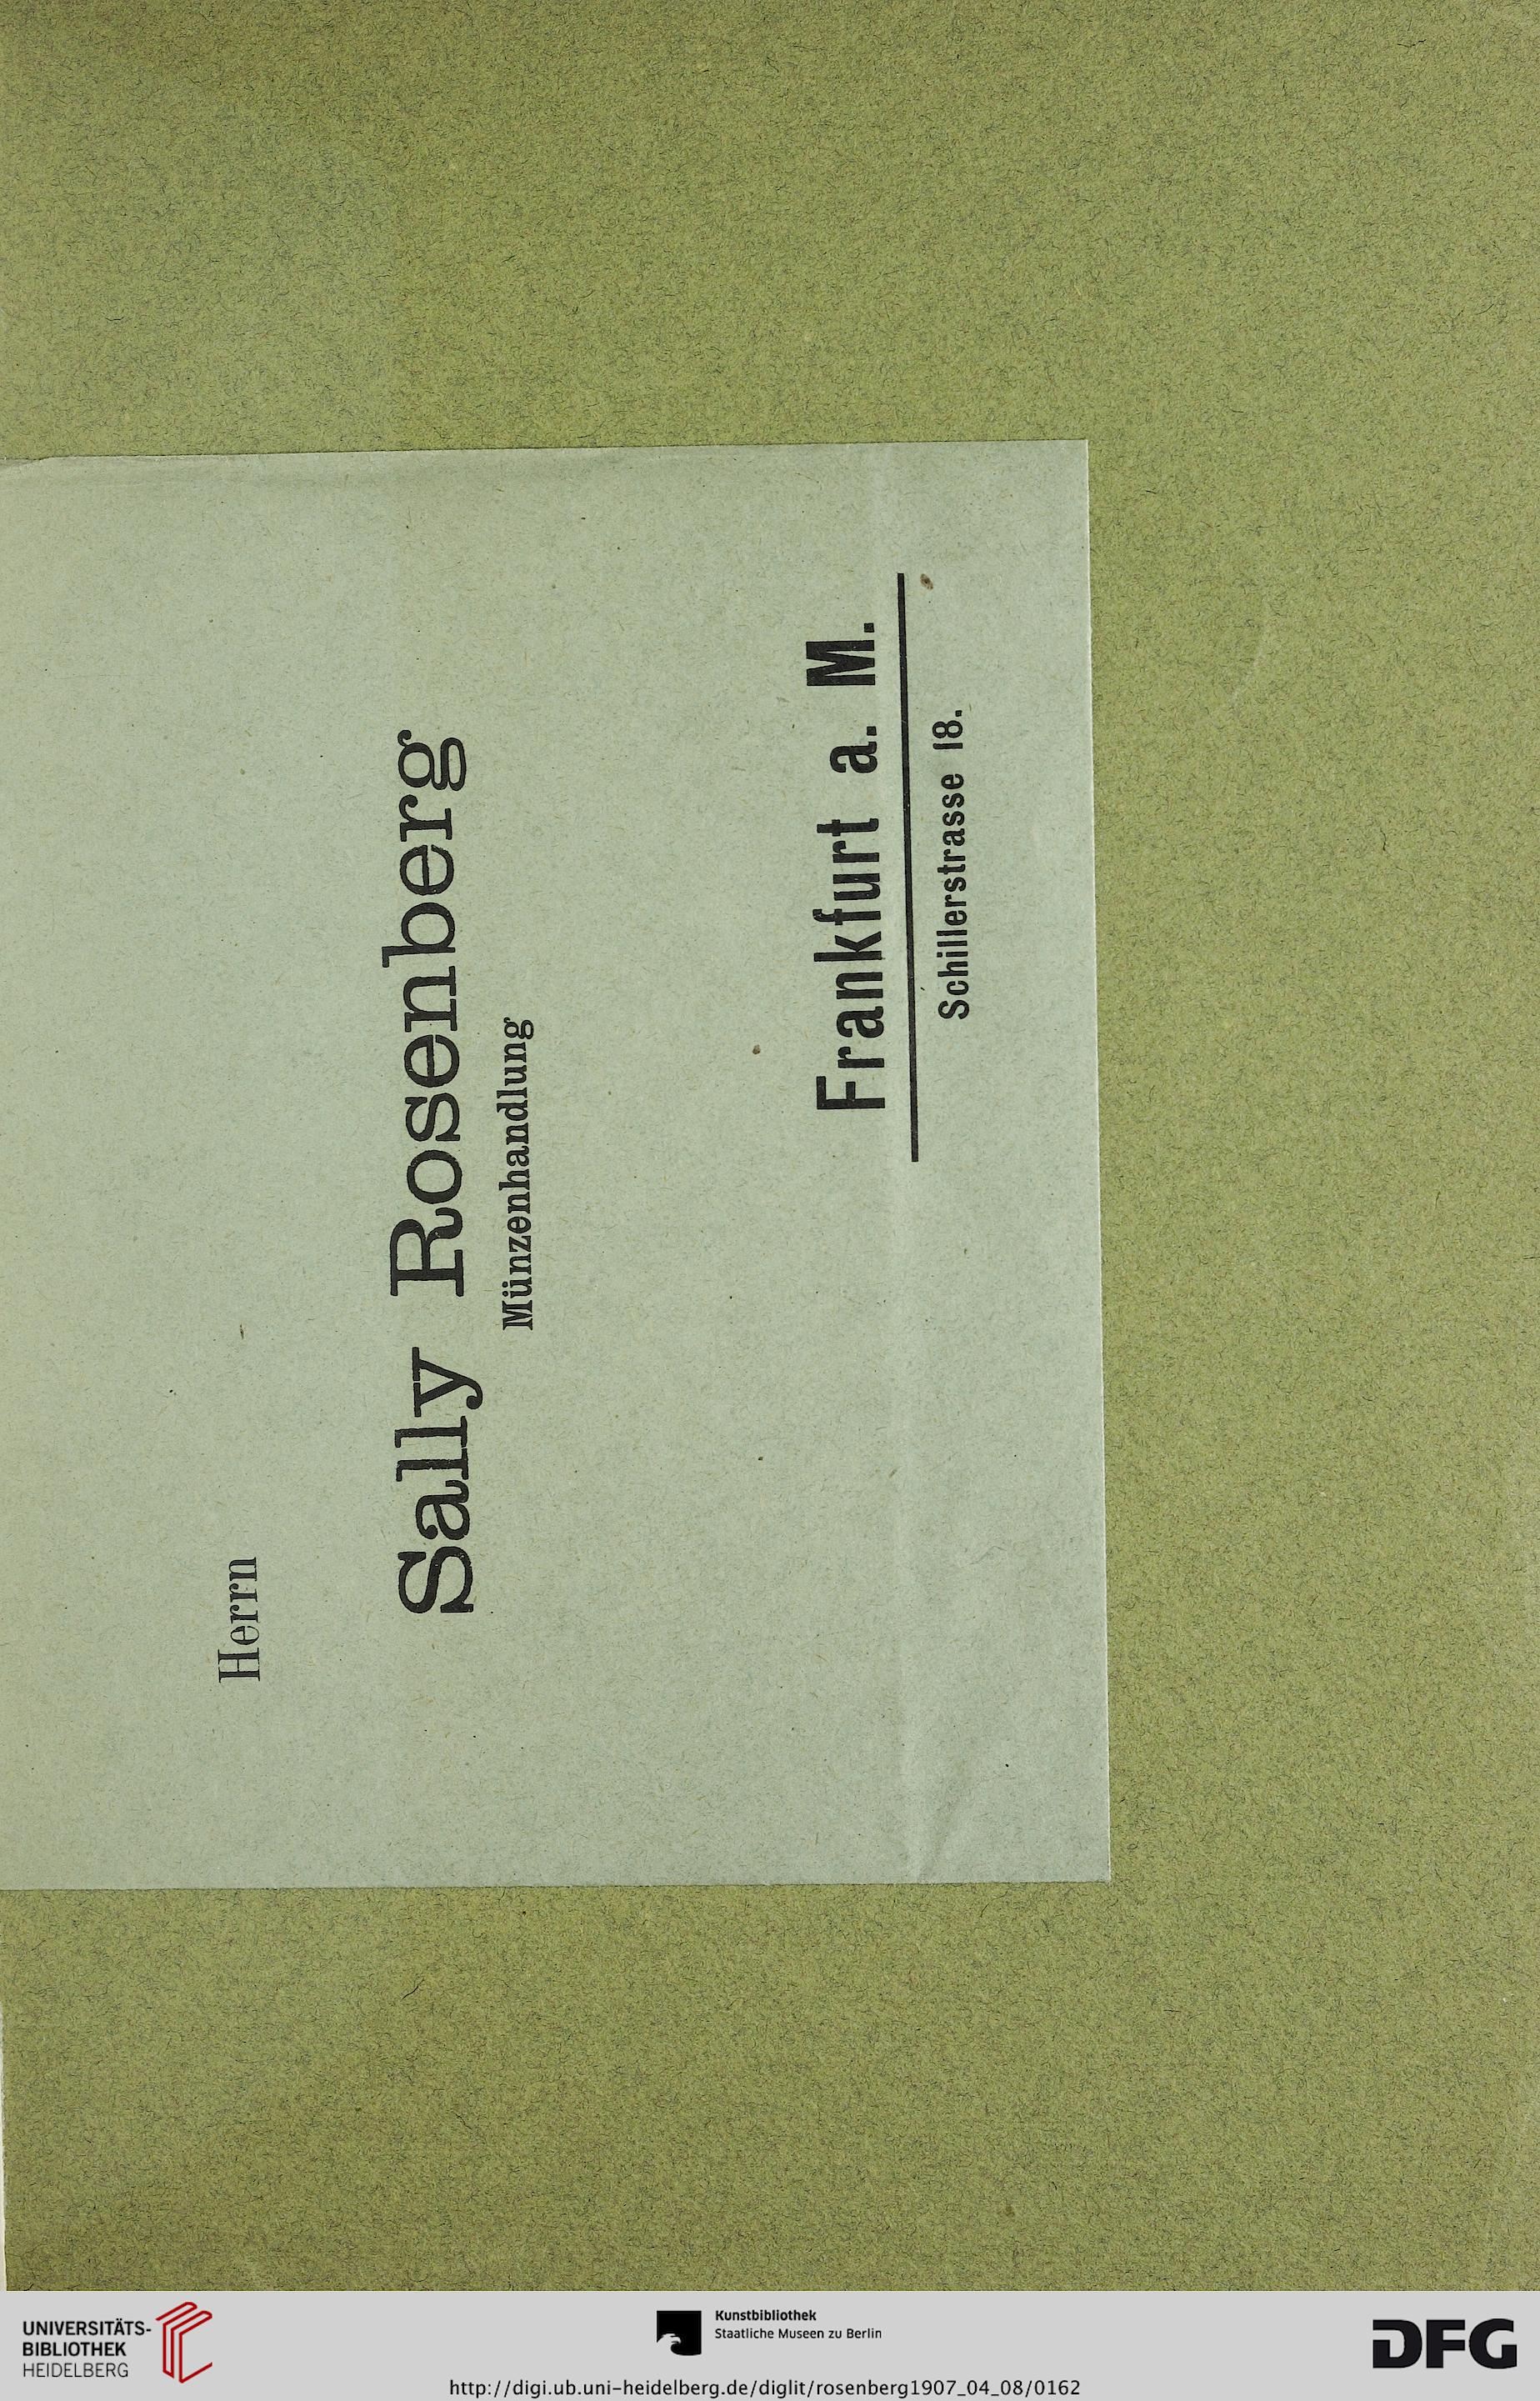 Herrn
Sally Rosenberg
Münzenhandlung
Frankfurt a. M.
Schillerstrasse 18.
UNIVERSITÄTS-
BIBLIOTHEK
HEIDELBERG
Kunstbibliothek
Staatliche Museen zu Berlin
DFG
http://digi.ub.uni-heidelberg.de/diglit/rosenberg1907_04_08/0162